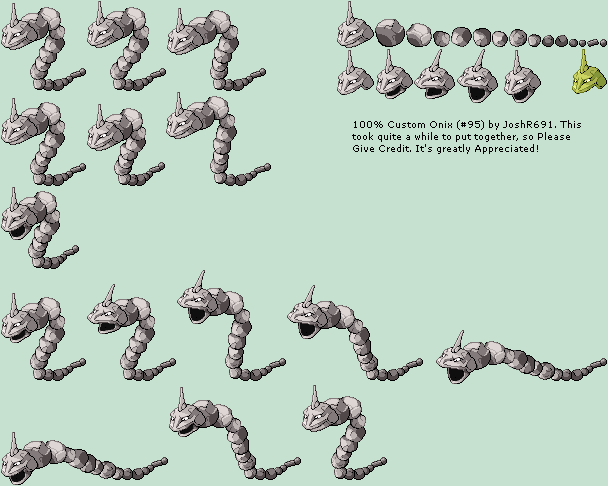 100% Custom Onix (#95) by JoshR691. This
took quite a while to put together, so Please
Give Credit. It's greatly Appreciated!